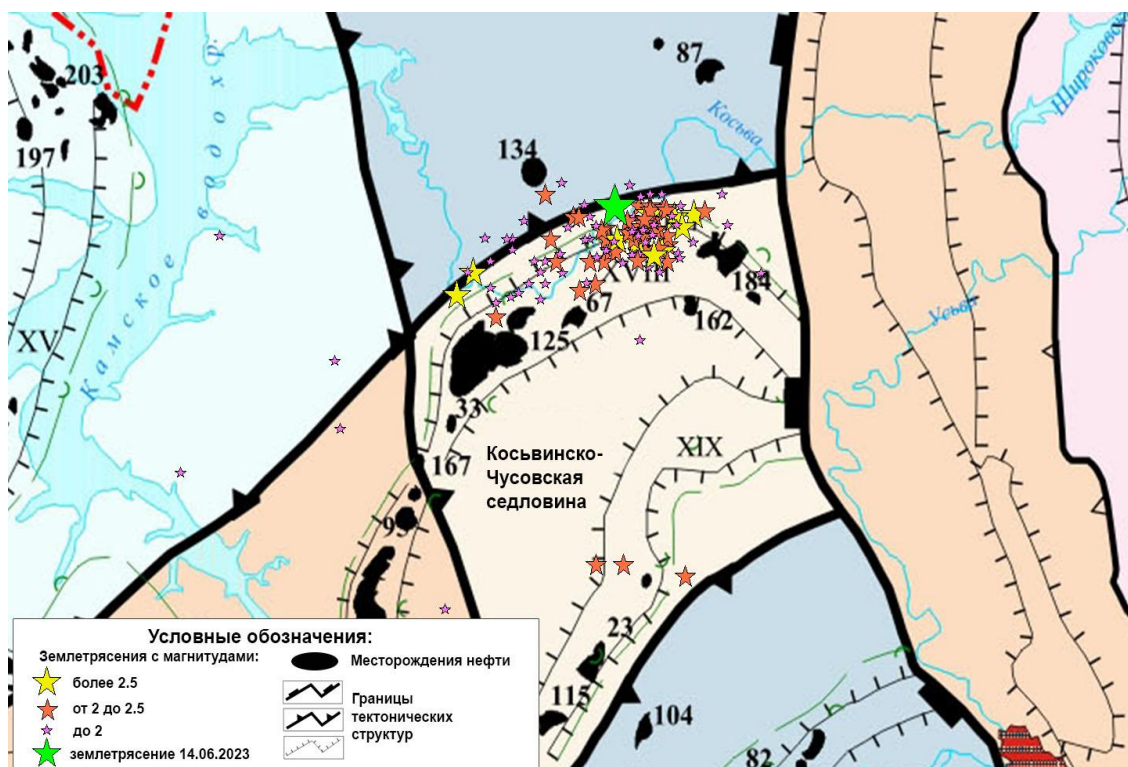 203
87
Широковск
Косьва
197
134
Камское водохр.
XVIII
184
67
162
Усьва
XV
125
33
XIX
167
Косьвинско-
Чусовская
седловина
93
23
115
104
82
Условные обозначения:
Землетрясения с магнитудами:
более 2.5
от 2 до 2.5
до 2
землетрясение 14.06.2023
Месторождения нефти
Границы
тектонических
структур